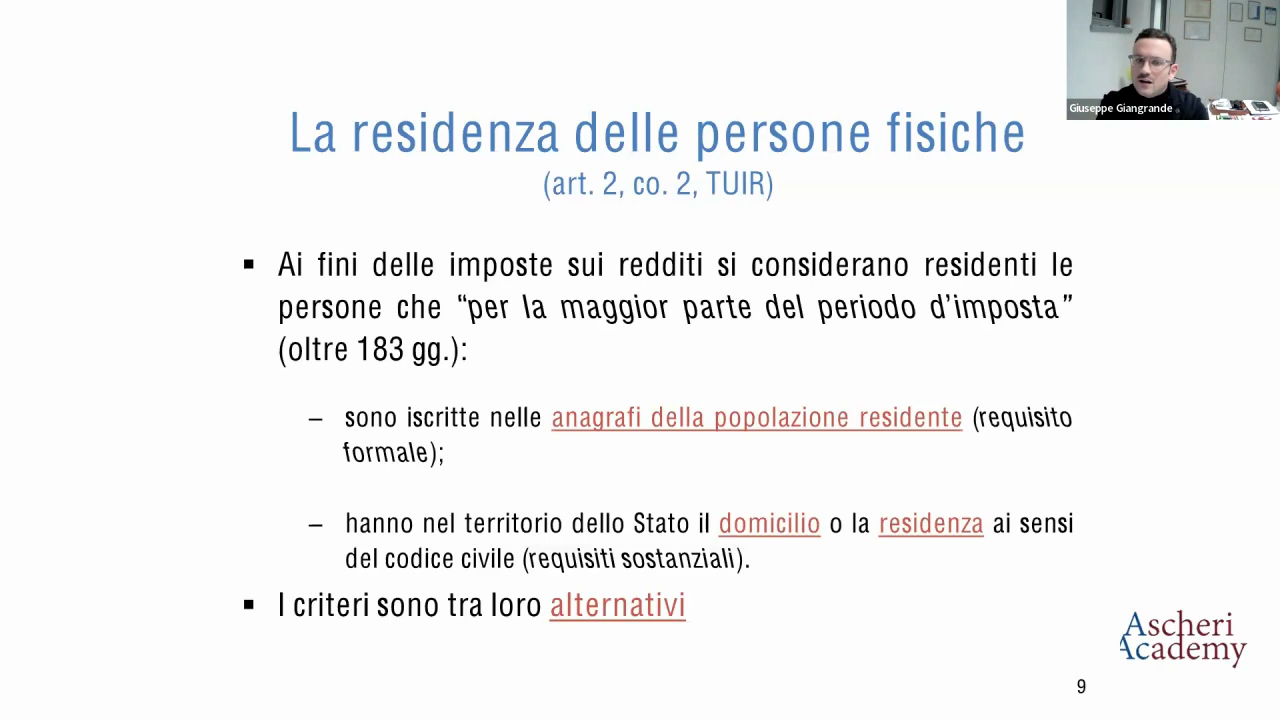 Giuseppe Giangrande
La residenza delle persone fisiche
(art. 2, co. 2, TUIR)
▪ Ai fini delle imposte sui redditi si considerano residenti le
persone che “per la maggior parte del periodo d’imposta”
(oltre 183 gg.):
– sono iscritte nelle anagrafi della popolazione residente (requisito
formale);
– hanno nel territorio dello Stato il domicilio o la residenza ai sensi
del codice civile (requisiti sostanziali).
▪ I criteri sono tra loro alternativi
Ascheri
Academy
9